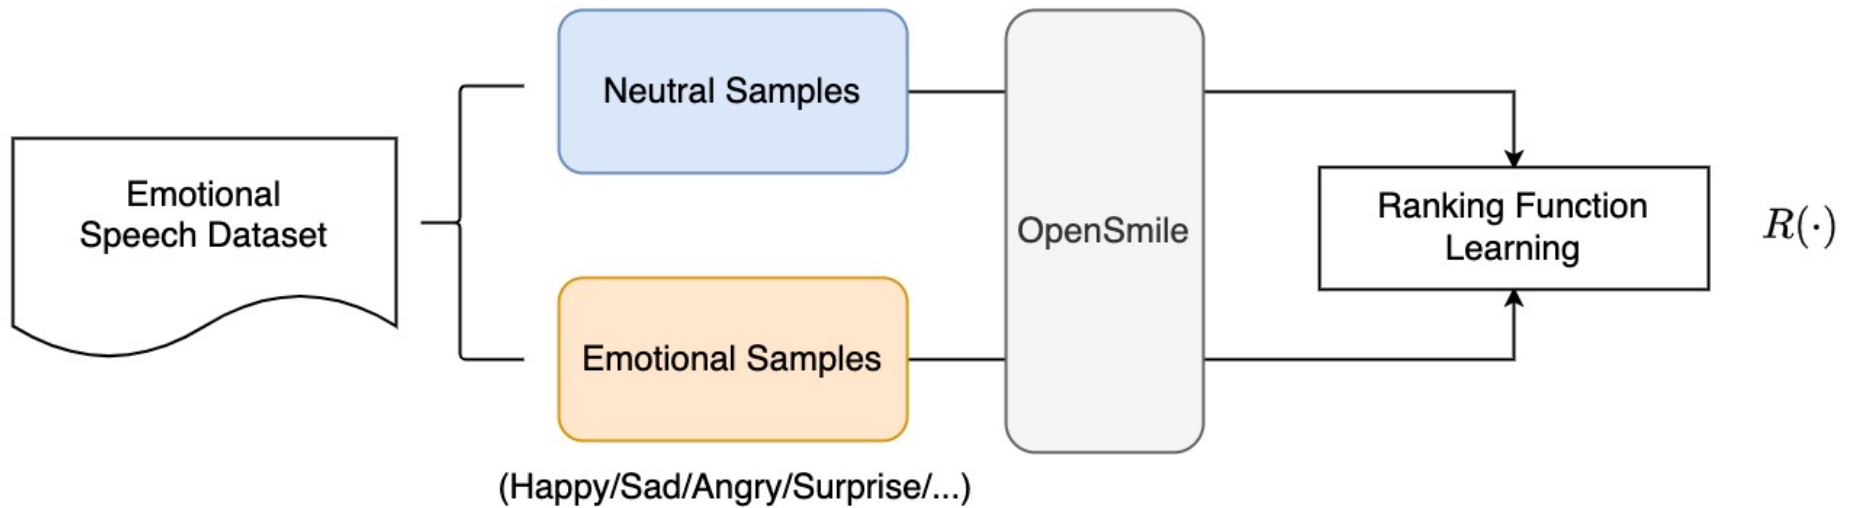 Emotional
Speech Dataset
Neutral Samples
Emotional Samples
(Happy/Sad/Angry/Surprise/...)
OpenSmile
Ranking Function
Learning
R(·)